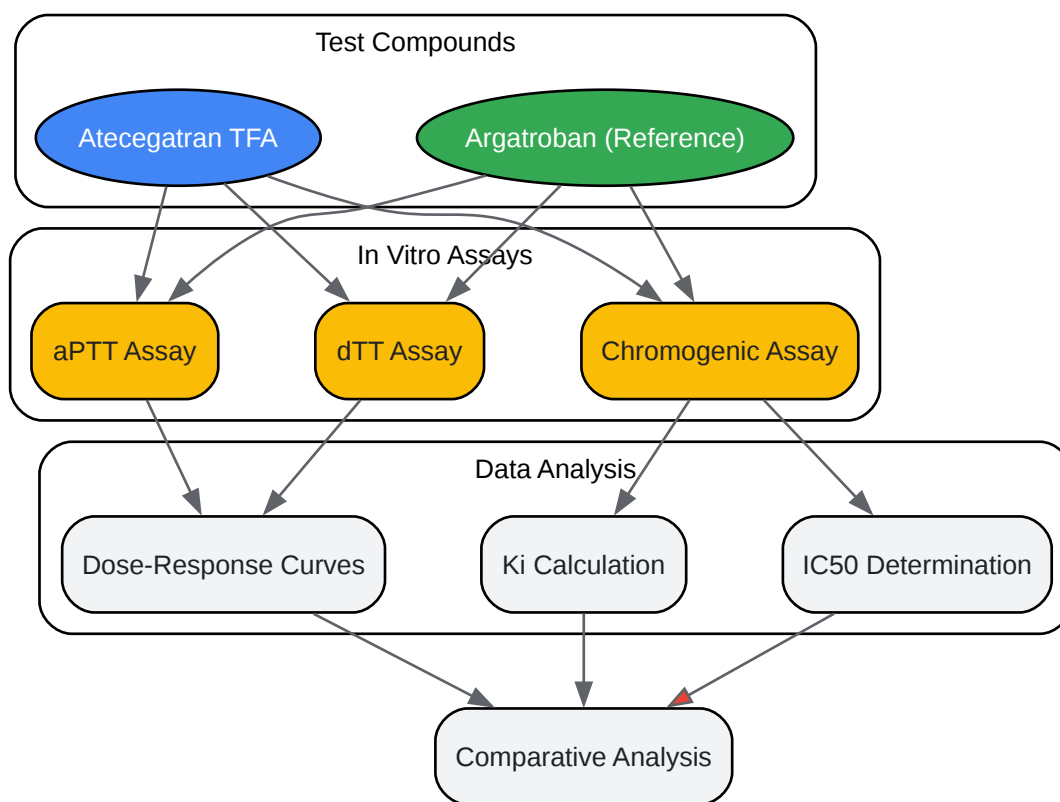 Test Compounds
Atecegatran TFA
Argatroban (Reference)
In Vitro Assays
aPTT Assay
dTT Assay
Chromogenic Assay
Data Analysis
Dose-Response Curves
Ki Calculation
IC50 Determination
Comparative Analysis